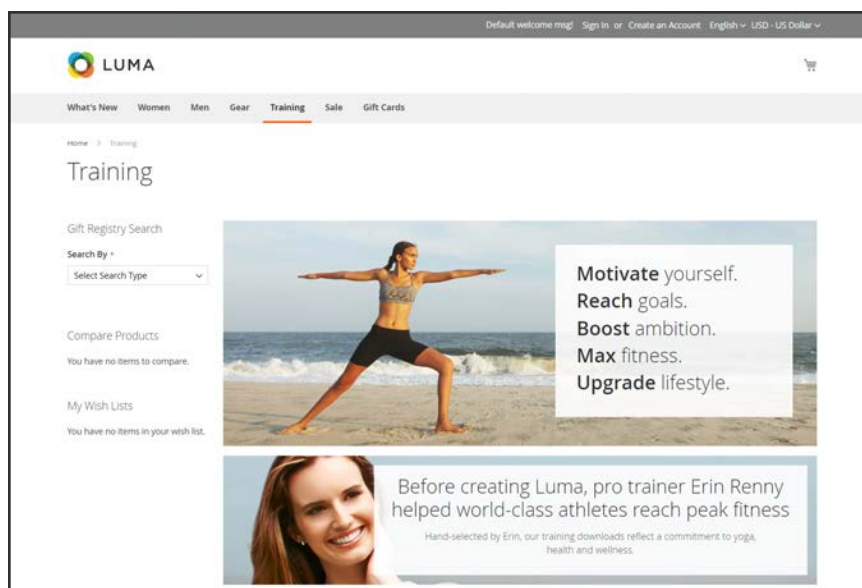 Default welcome msg! Sign In or Create an Account English USD - US Dollar
LUMA
What's New Women Men Gear Training Sale Gift Cards
Home > Training
Training
Gift Registry Search
Search By *
Select Search Type
Compare Products
You have no items to compare.
My Wish Lists
You have no items in your wish list.
Motivate yourself.
Reach goals.
Boost ambition.
Max fitness.
Upgrade lifestyle.
Before creating Luma, pro trainer Erin Renny
helped world-class athletes reach peak fitness
Hand-selected by Erin, our training downloads reflect a commitment to yoga,
health and wellness.